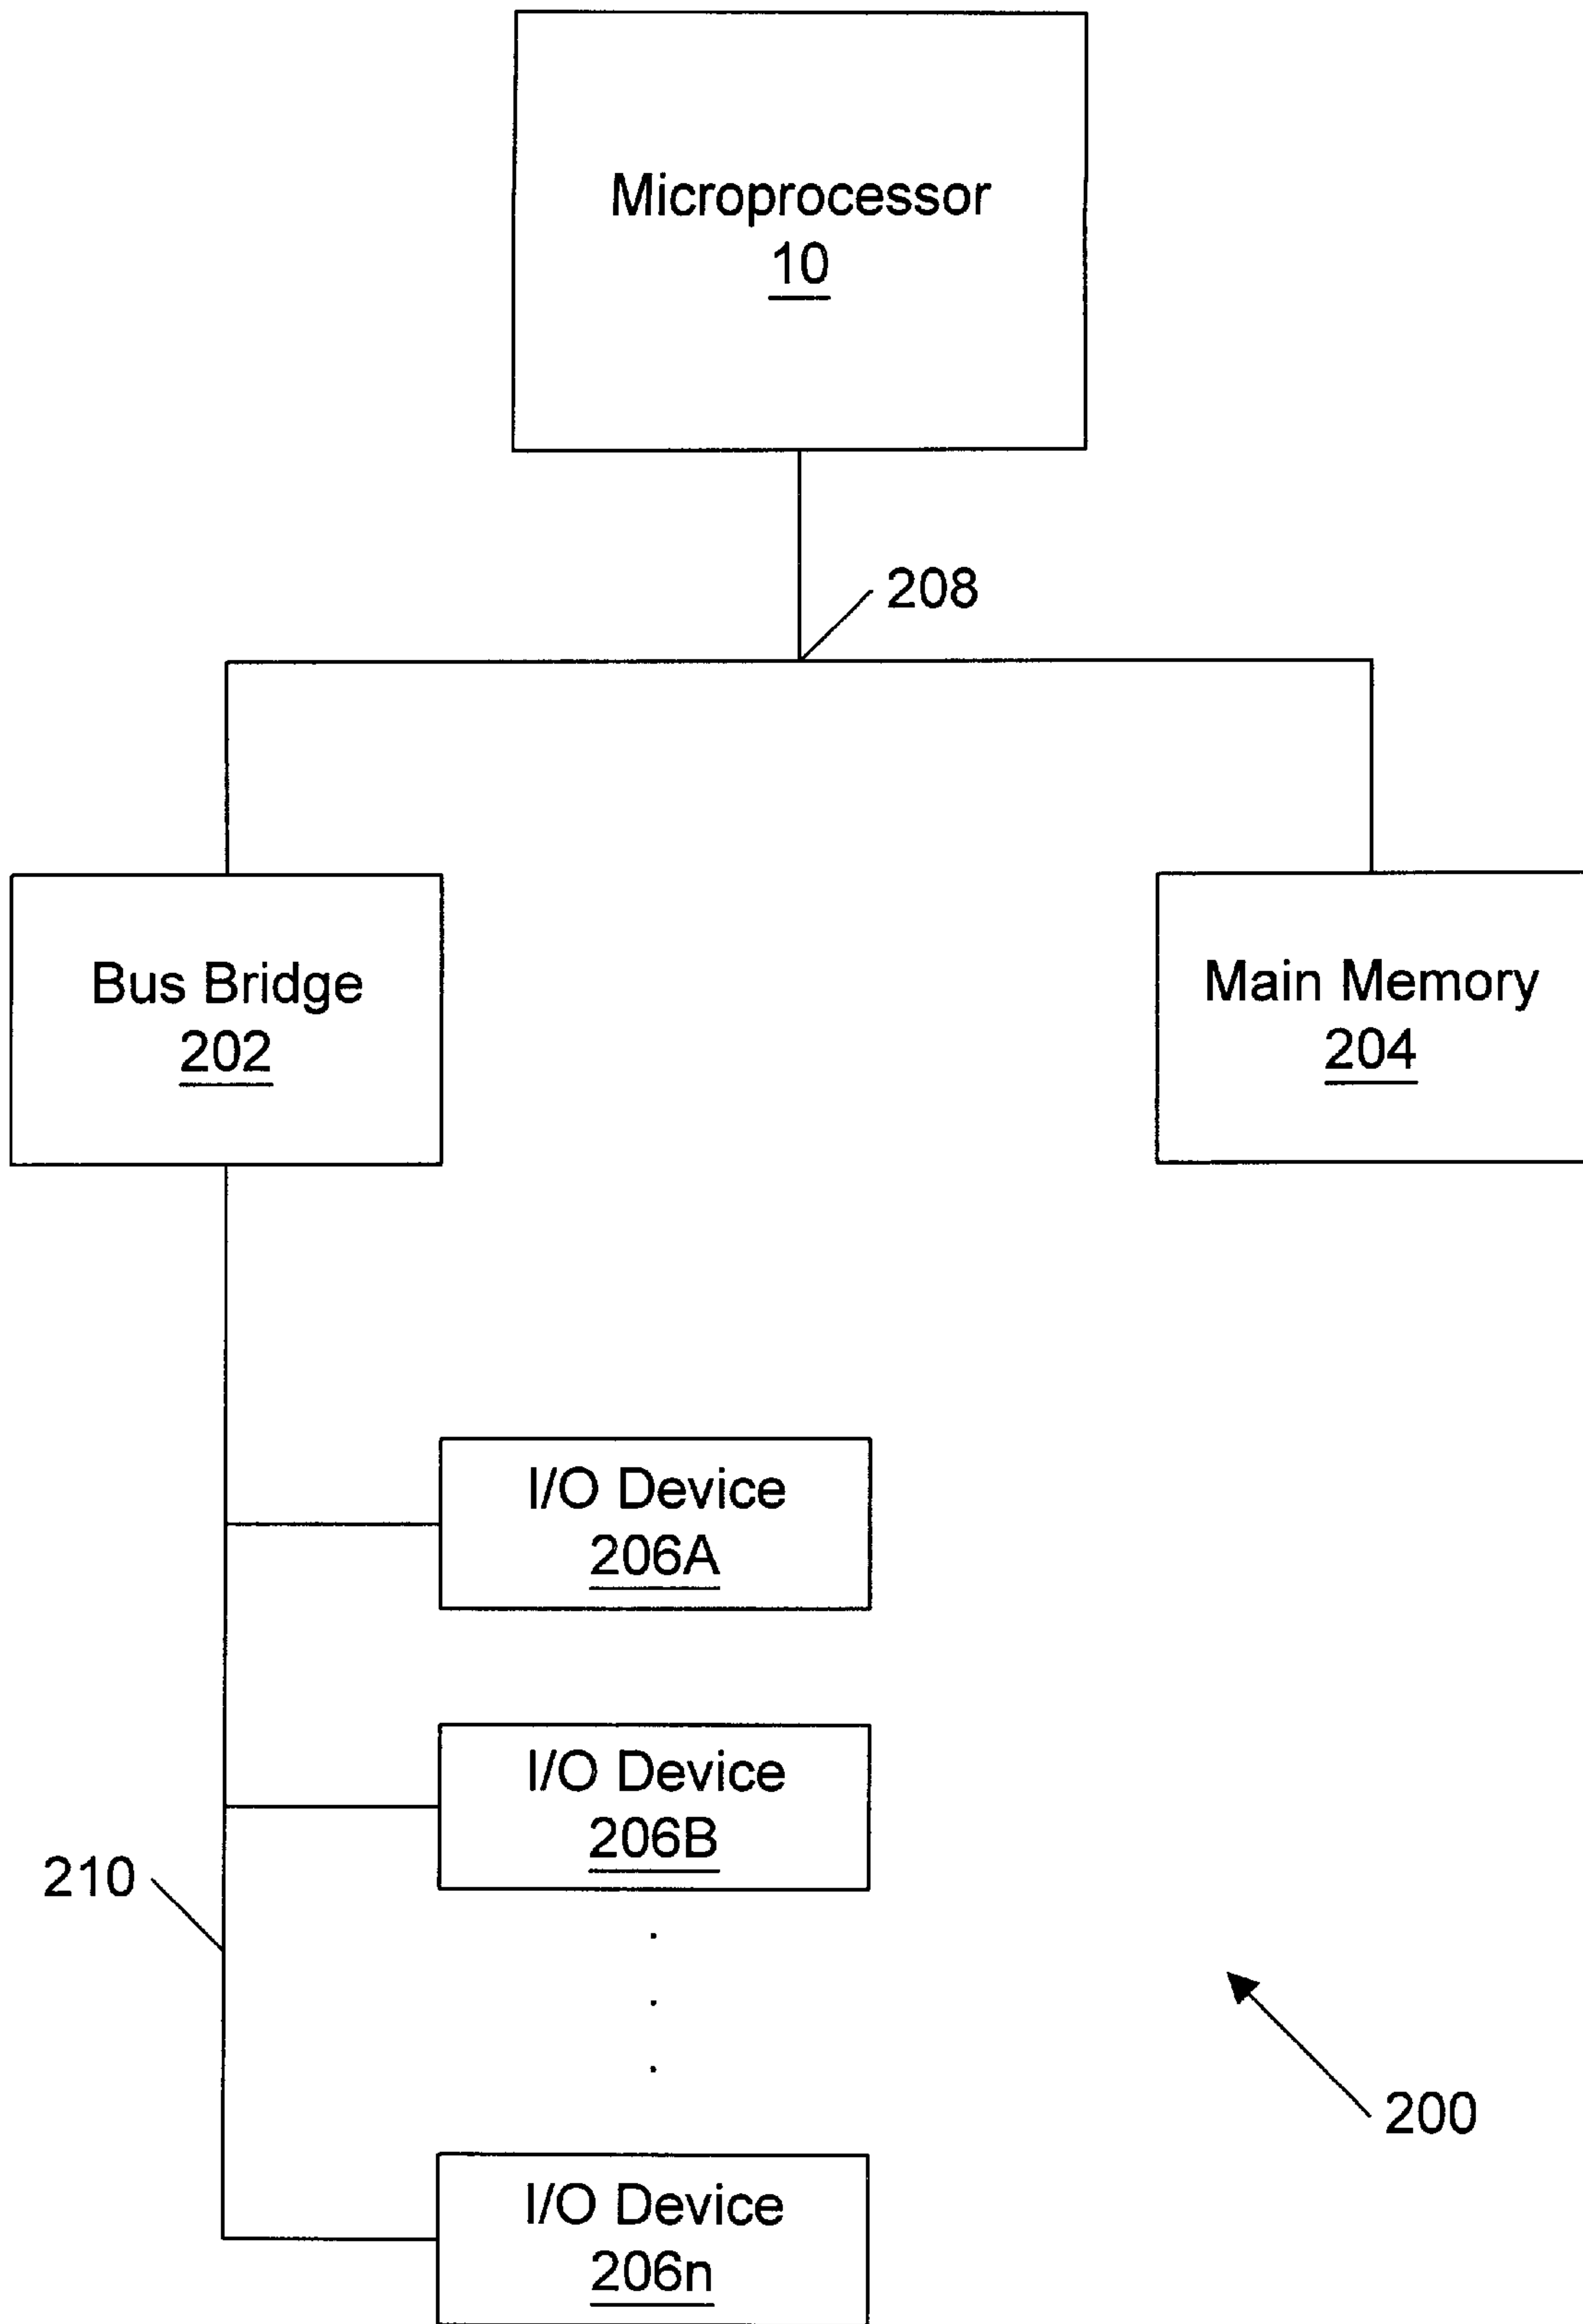 Microprocessor
10
208
Bus Bridge
202
Main Memory
204
I/O Device
206A
I/O Device
206B
210
200
I/O Device
206n